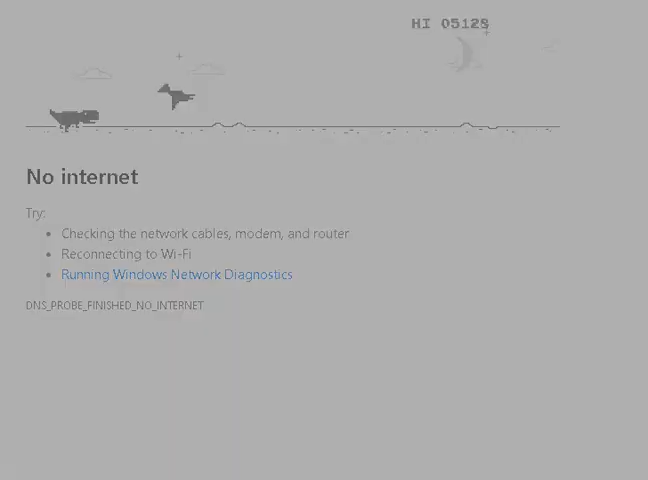 HI 05128
No internet
Try:
Checking the network cables, modem, and router
Reconnecting to Wi-Fi
Running Windows Network Diagnostics
DNS_PROBE_FINISHED_NO_INTERNET